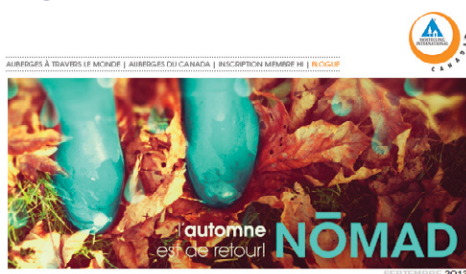 HOSTELLING
INTERNATIONAL
CANADA
AUBERGES À TRAVERS LE MONDE | AUBERGES DU CANADA | INSCRIPTION MEMBRE HI | BLOGUE
l'automne
est de retour!
NŌMAD
SEPTEMBRE